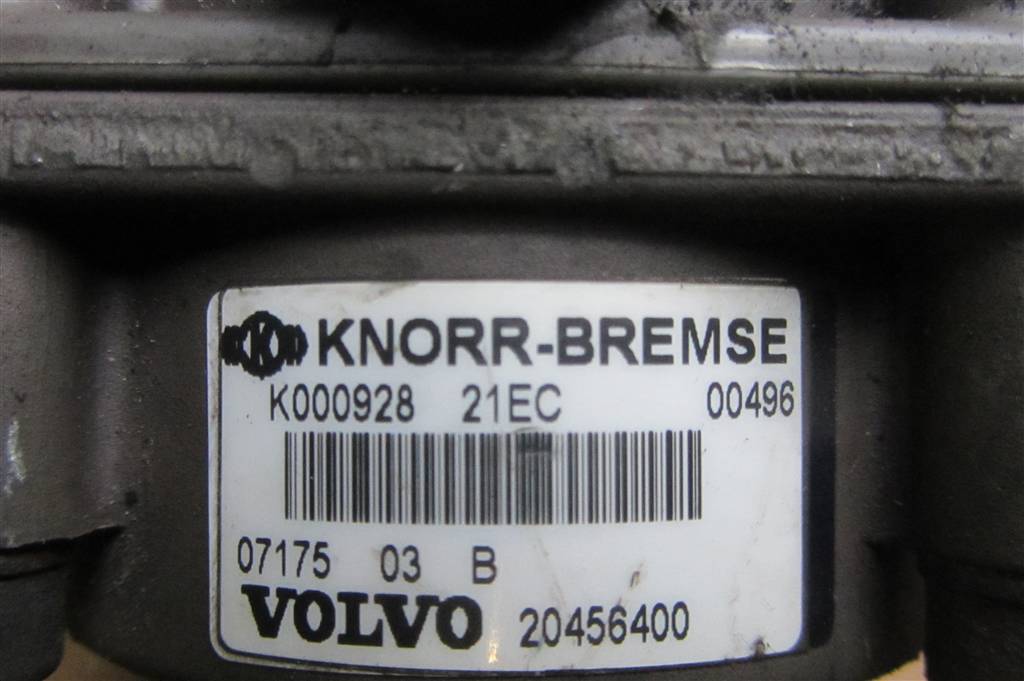 K KNORR-BREMSE
K000928 21EC 00496
07175 03 B
VOLVO 20456400